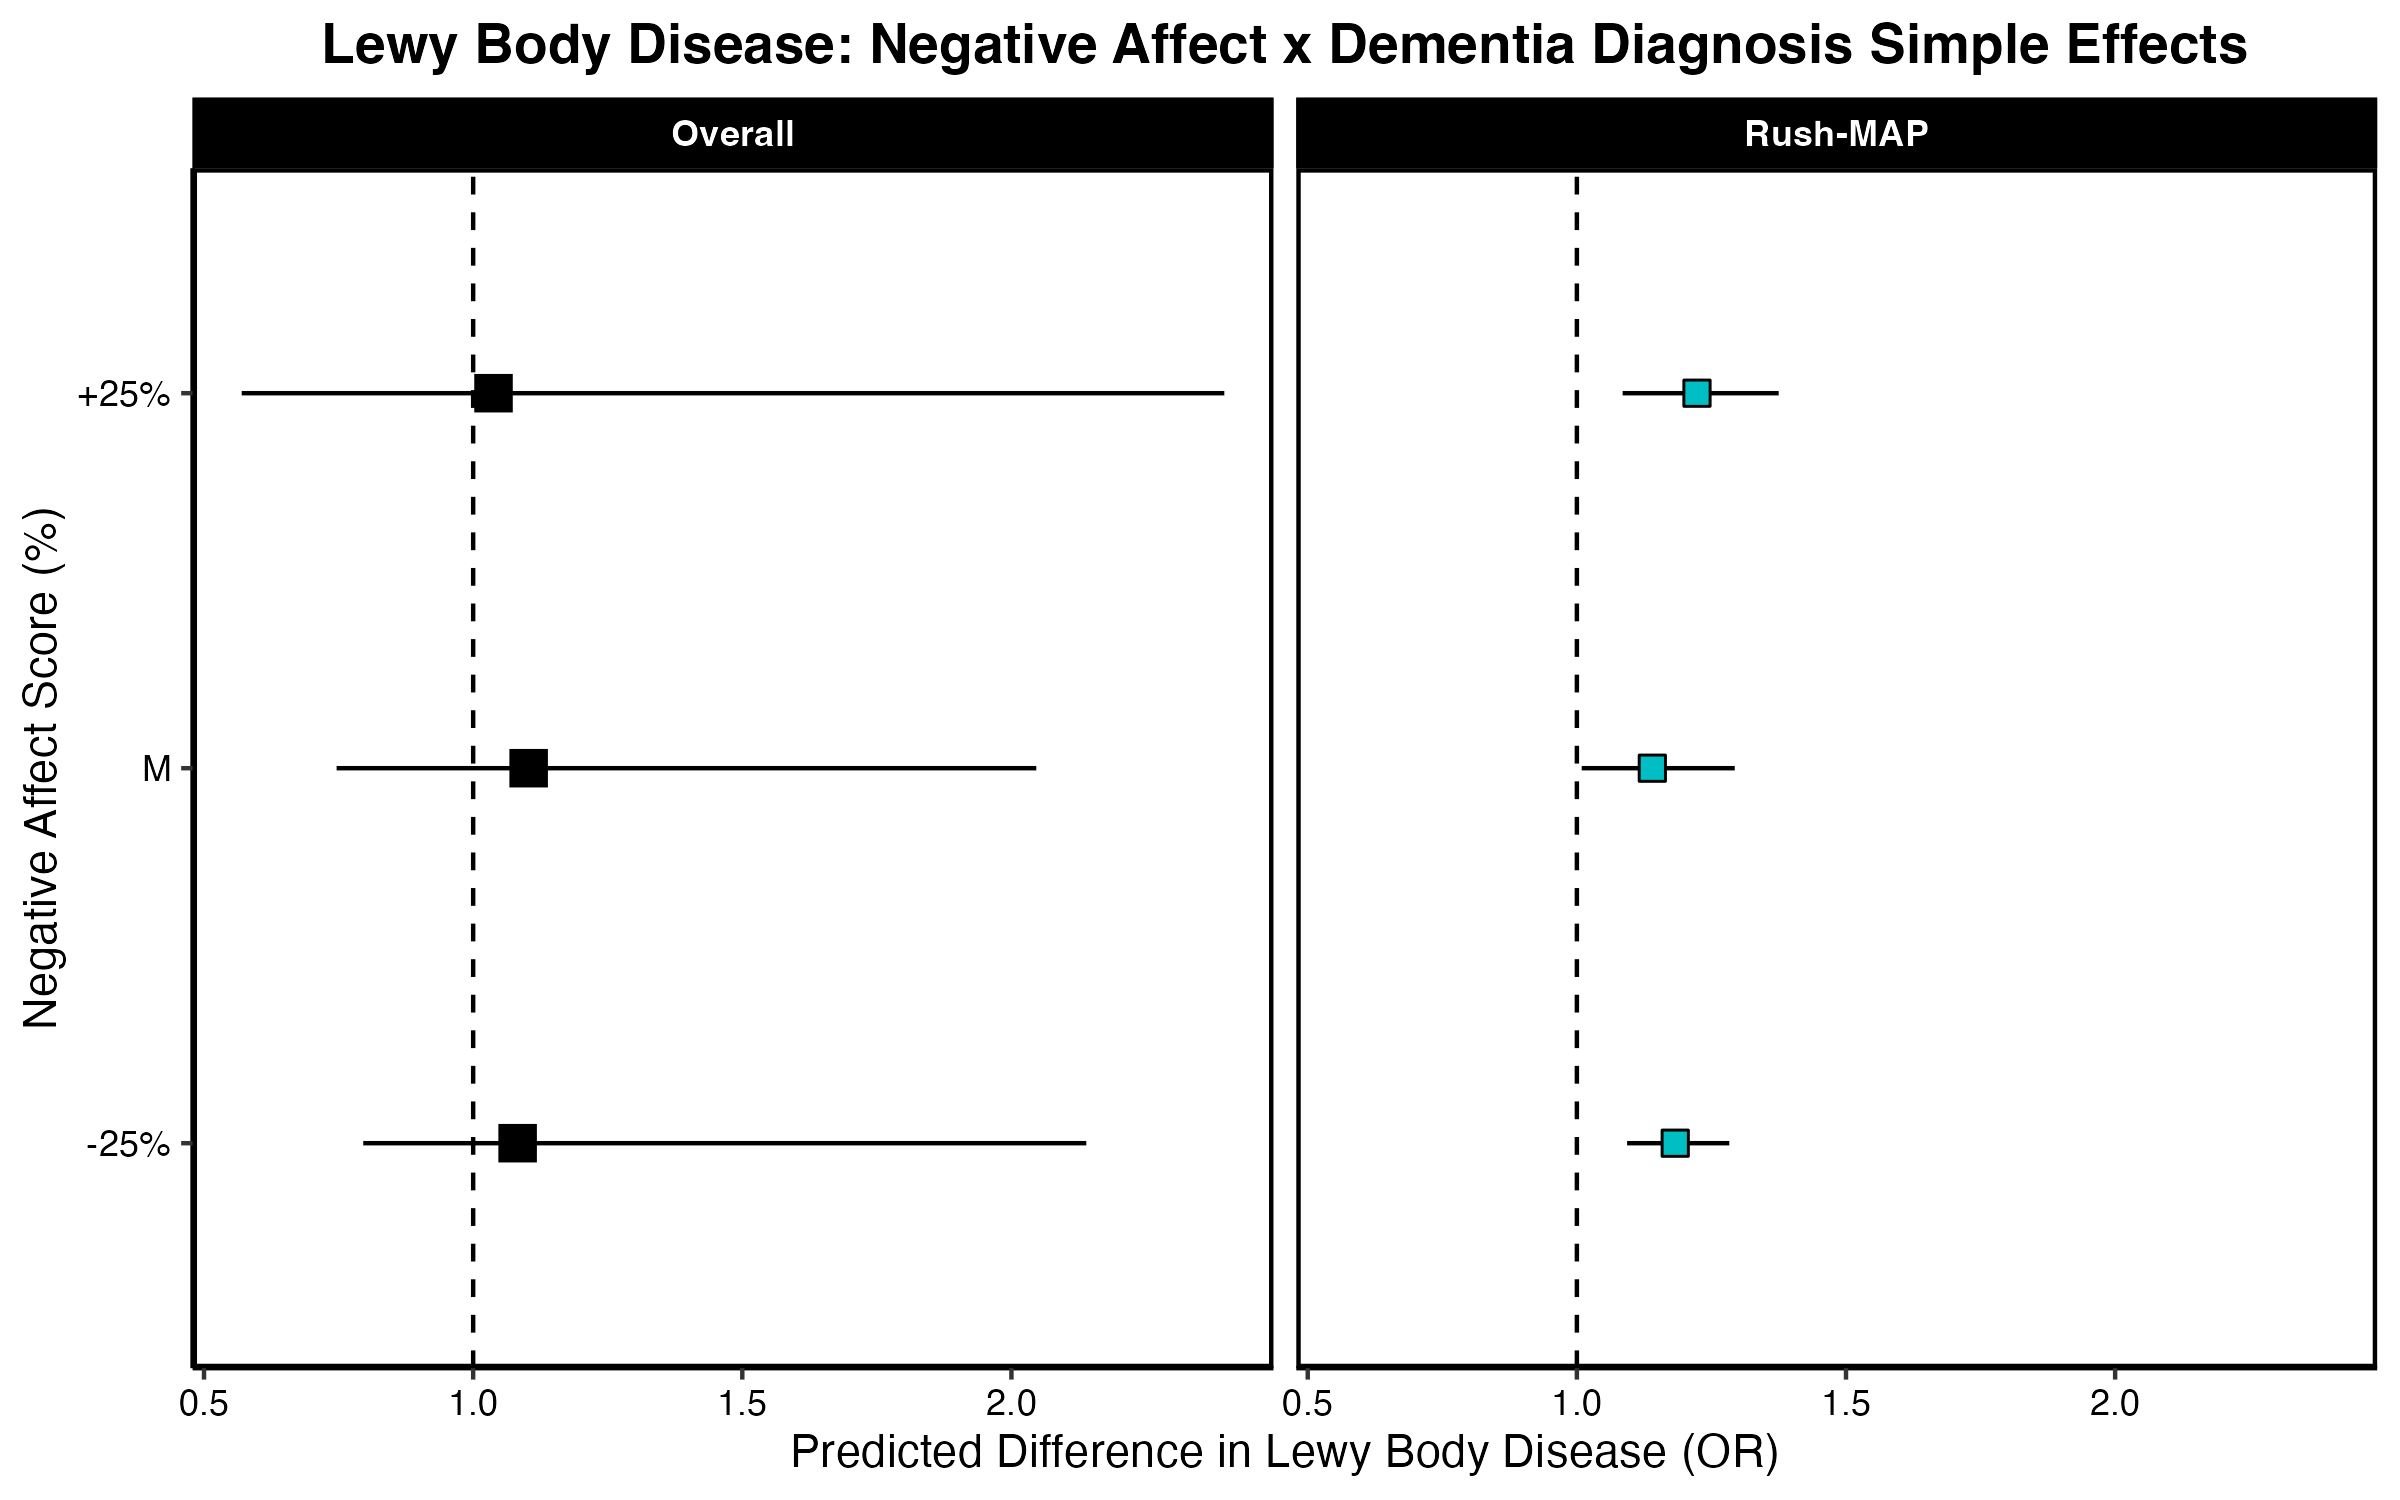 Lewy Body Disease: Negative Affect x Dementia Diagnosis Simple Effects
Overall
Rush-MAP
Negative Affect Score (%)
+25%
M
-25%
0.5 1.0 1.5 2.0
0.5 1.0 1.5 2.0
Predicted Difference in Lewy Body Disease (OR)